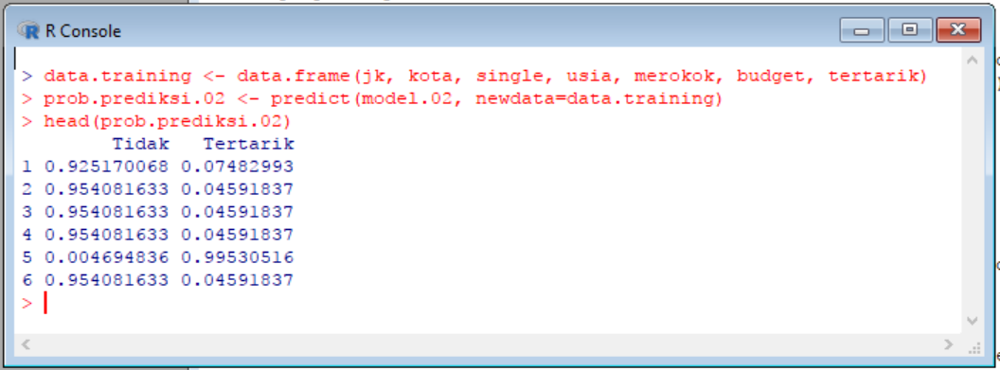 R Console
> data.training <- data.frame(jk, kota, single, usia, merokok, budget, tertarik)
> prob.prediksi.02 <- predict(model.02, newdata=data.training)
> head(prob.prediksi.02)
Tidak Tertarik
1 0.925170068 0.07482993
2 0.954081633 0.04591837
3 0.954081633 0.04591837
4 0.954081633 0.04591837
5 0.004694836 0.99530516
6 0.954081633 0.04591837
>